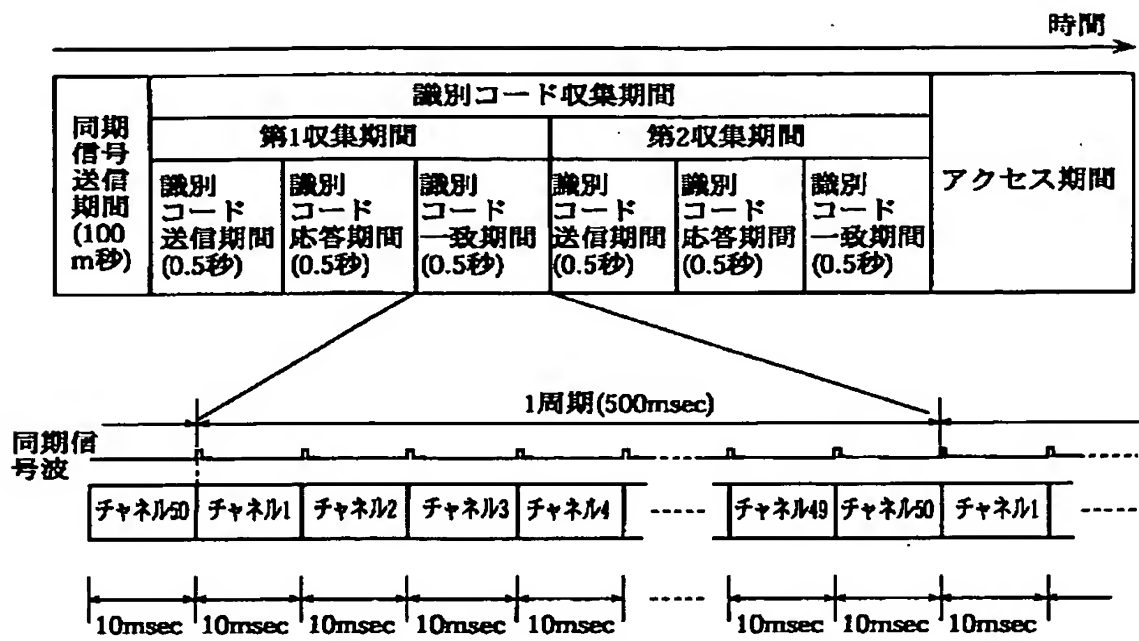 時間
識別コード収集期間
同期
信号
送信
期間
(100
m秒)
第1収集期間
第2収集期間
アクセス期間
識別
コード
送信期間
(0.5秒)
識別
コード
応答期間
(0.5秒)
識別
コード
一致期間
(0.5秒)
識別
コード
送信期間
(0.5秒)
識別
コード
応答期間
(0.5秒)
識別
コード
一致期間
(0.5秒)
1周期(500msec)
同期信
号波
チャネル50 チャネル1 チャネル2 チャネル3 チャネル4 チャネル49 チャネル50 チャネル1
10msec 10msec 10msec 10msec 10msec 10msec 10msec 10msec